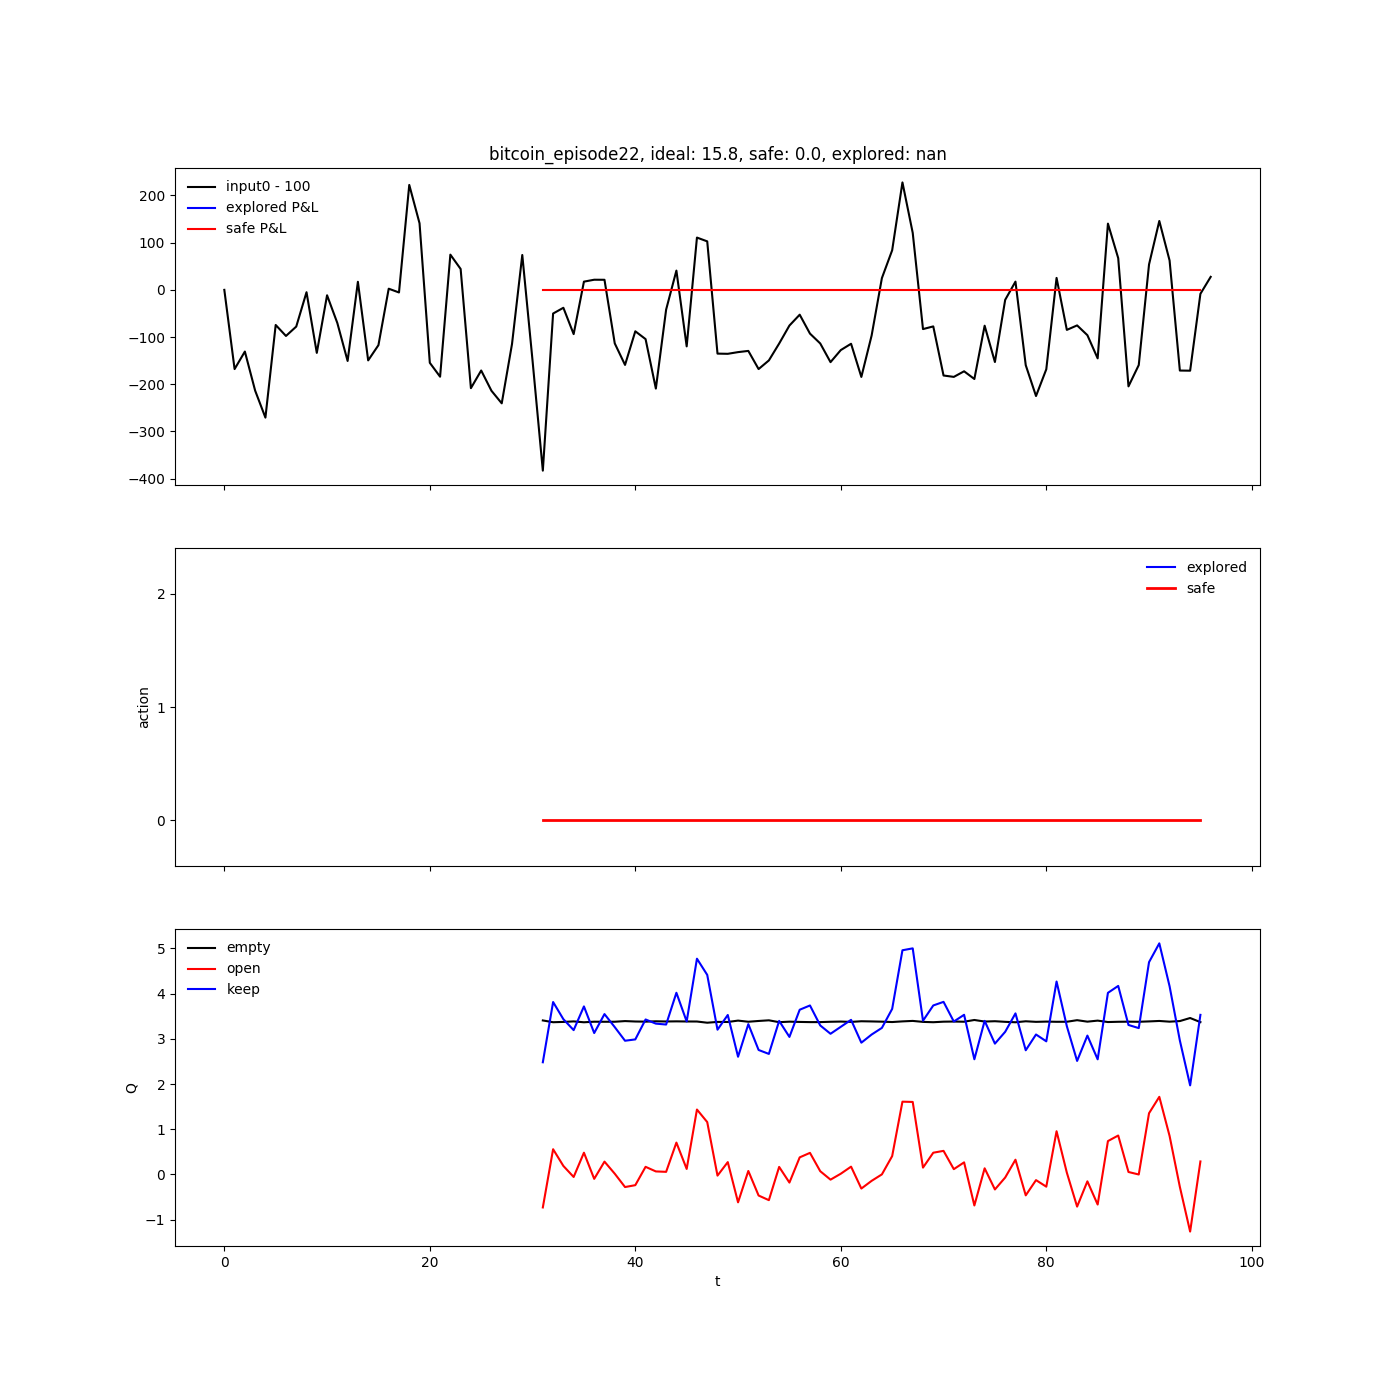 bitcoin_episode22, ideal: 15.8, safe: 0.0, explored: nan
input0 - 100
explored P&L
safe P&L
200
100
0
−100
−200
−300
−400
explored
safe
2
1
0
action
empty
open
keep
5
4
3
2
1
0
−1
Q
0 20 40 60 80 100
t